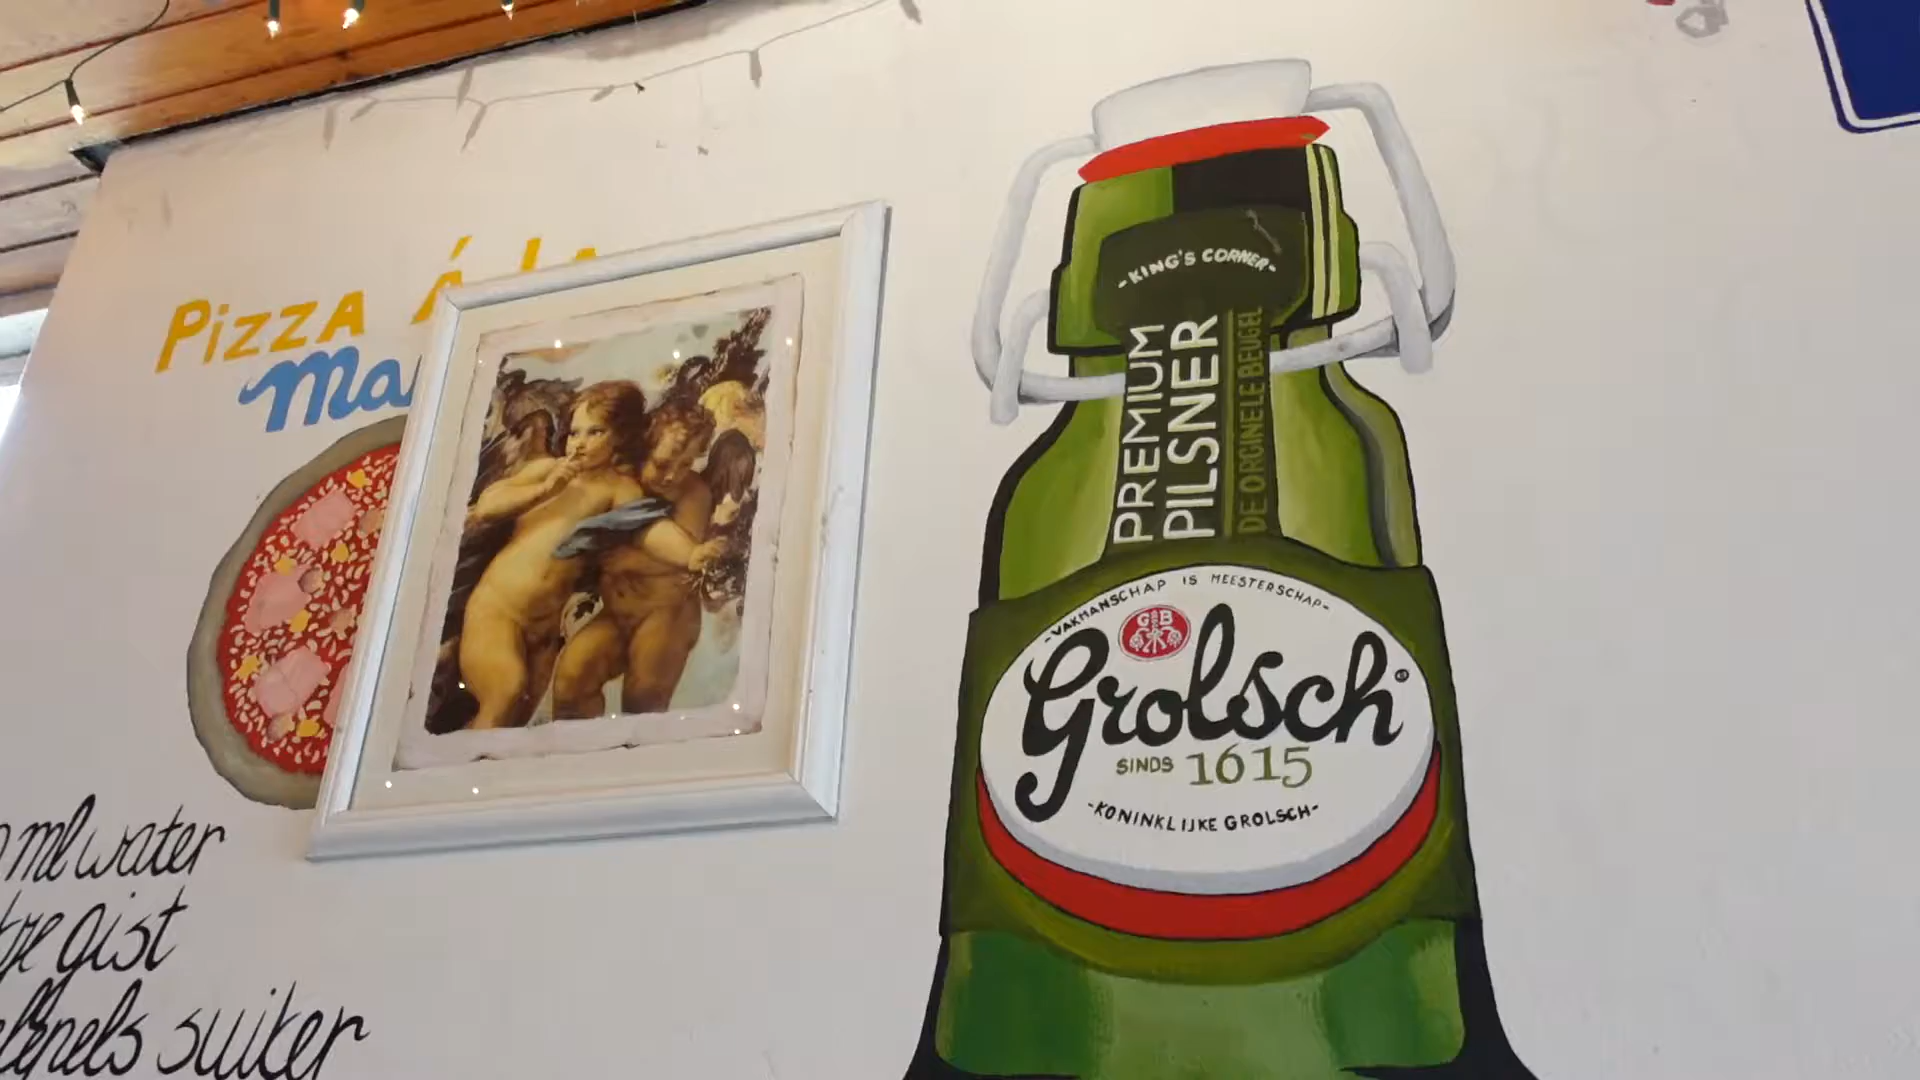 Pizza Á La
ml water
gist
suiker
-KING'S CORNER-
PREMIUM
PILSNER
DE ORGINELE BEUGEL
-VAKMANSCHAP IS MEESTERSCHAP-
GB
Grolsch
SINDS 1615
-KONINKLIJKE GROLSCH-